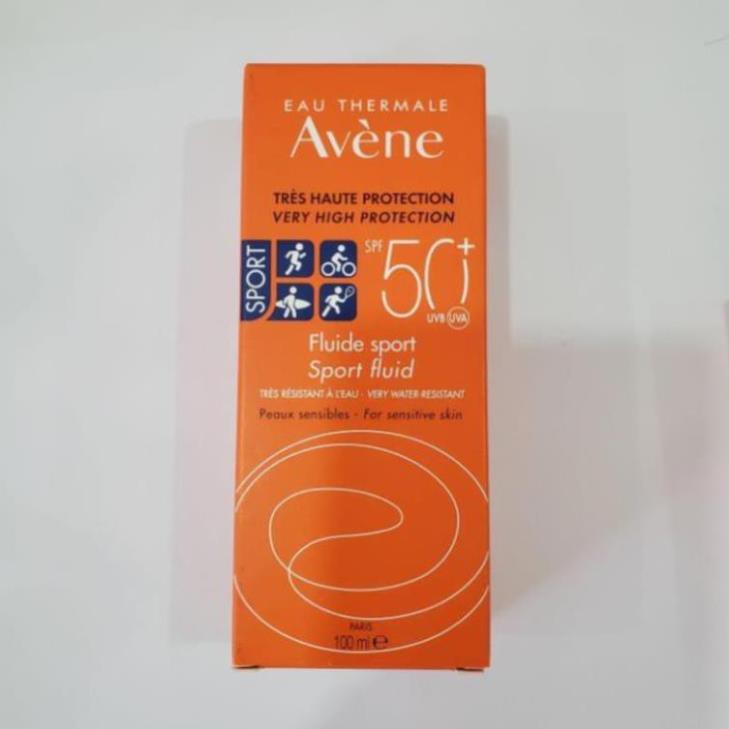 EAU THERMALE
Avène
TRÈS HAUTE PROTECTION
VERY HIGH PROTECTION
SPORT
SPF 50+
UVB UVA
Fluide sport
Sport fluid
TRÈS RÉSISTANT À L'EAU - VERY WATER-RESISTANT
Peaux sensibles - For sensitive skin
PARIS
100 ml e